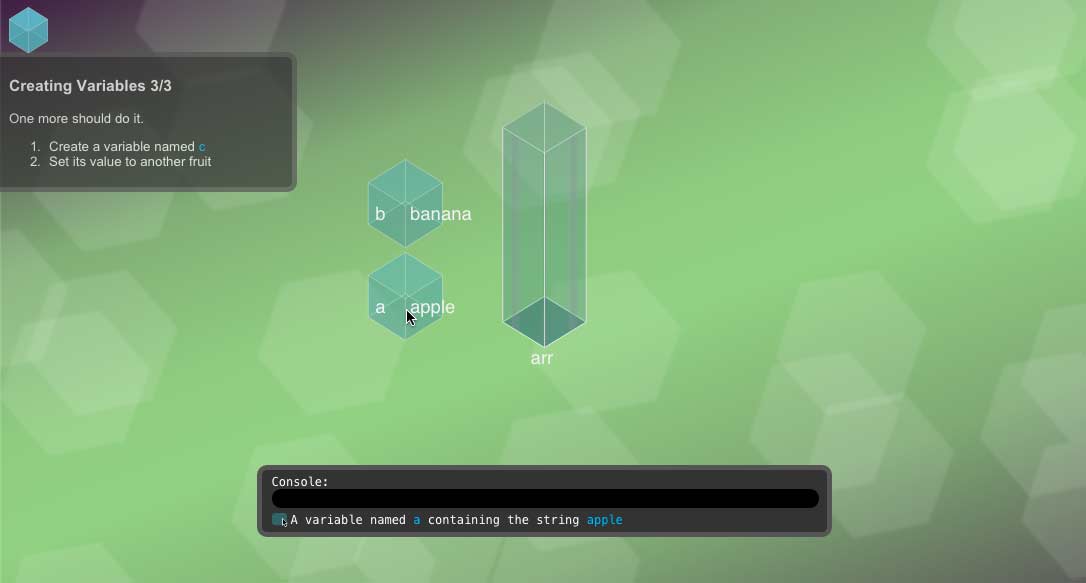 Creating Variables 3/3
One more should do it.
1. Create a variable named c
2. Set its value to another fruit
b banana
a apple
arr
Console:
A variable named a containing the string apple